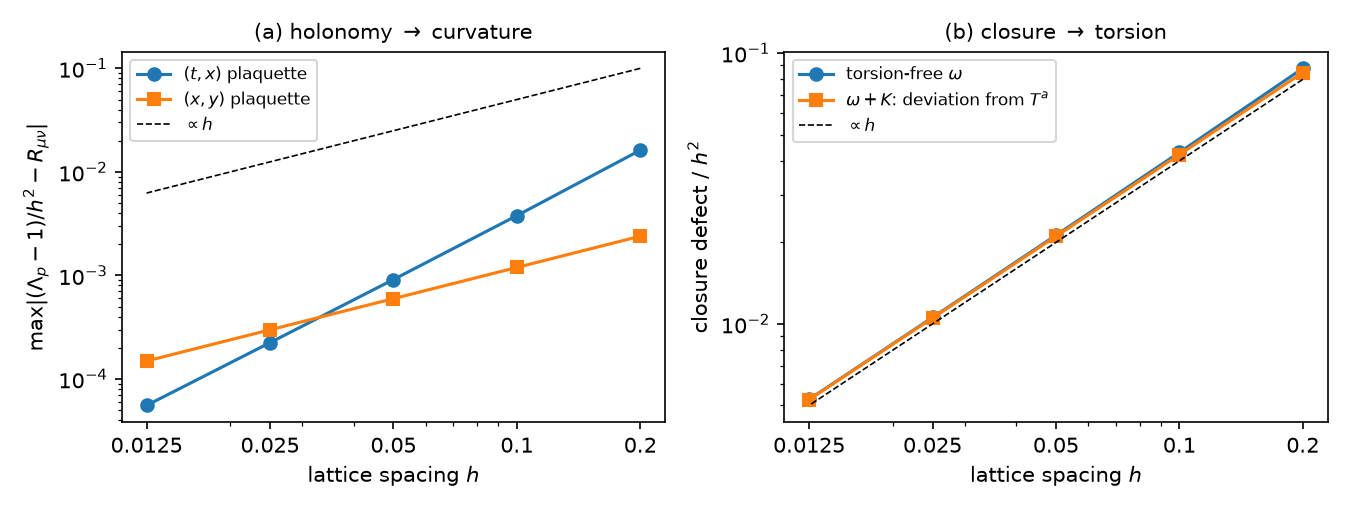 (a) holonomy → curvature
max|(Λ_p − 1)/h² − R_μν|
10⁻¹
10⁻²
10⁻³
10⁻⁴
(t, x) plaquette
(x, y) plaquette
∝ h
0.0125 0.025 0.05 0.1 0.2
lattice spacing h
(b) closure → torsion
closure defect / h²
10⁻¹
10⁻²
torsion-free ω
ω + K: deviation from Tᵃ
∝ h
0.0125 0.025 0.05 0.1 0.2
lattice spacing h